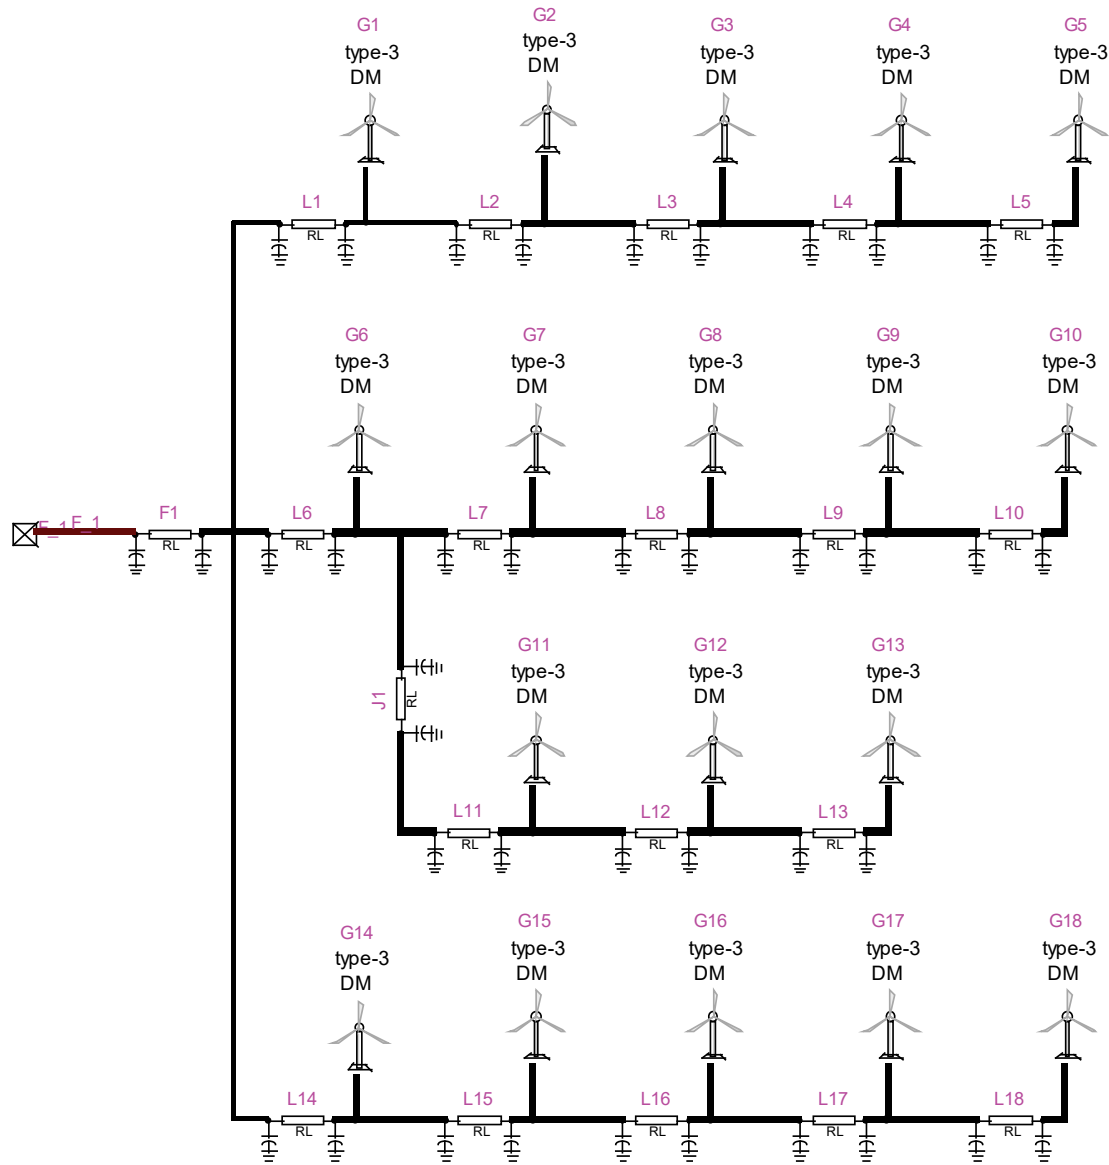 G1 G2 G3 G4 G5
type-3 type-3 type-3 type-3 type-3
DM DM DM DM DM
L1 L2 L3 L4 L5
RL RL RL RL RL
G6 G7 G8 G9 G10
type-3 type-3 type-3 type-3 type-3
DM DM DM DM DM
F_1 F_1 F1 L6 L7 L8 L9 L10
RL RL RL RL RL RL
G11 G12 G13
type-3 type-3 type-3
DM DM DM
J1 RL
L11 L12 L13
RL RL RL
G14 G15 G16 G17 G18
type-3 type-3 type-3 type-3 type-3
DM DM DM DM DM
L14 L15 L16 L17 L18
RL RL RL RL RL